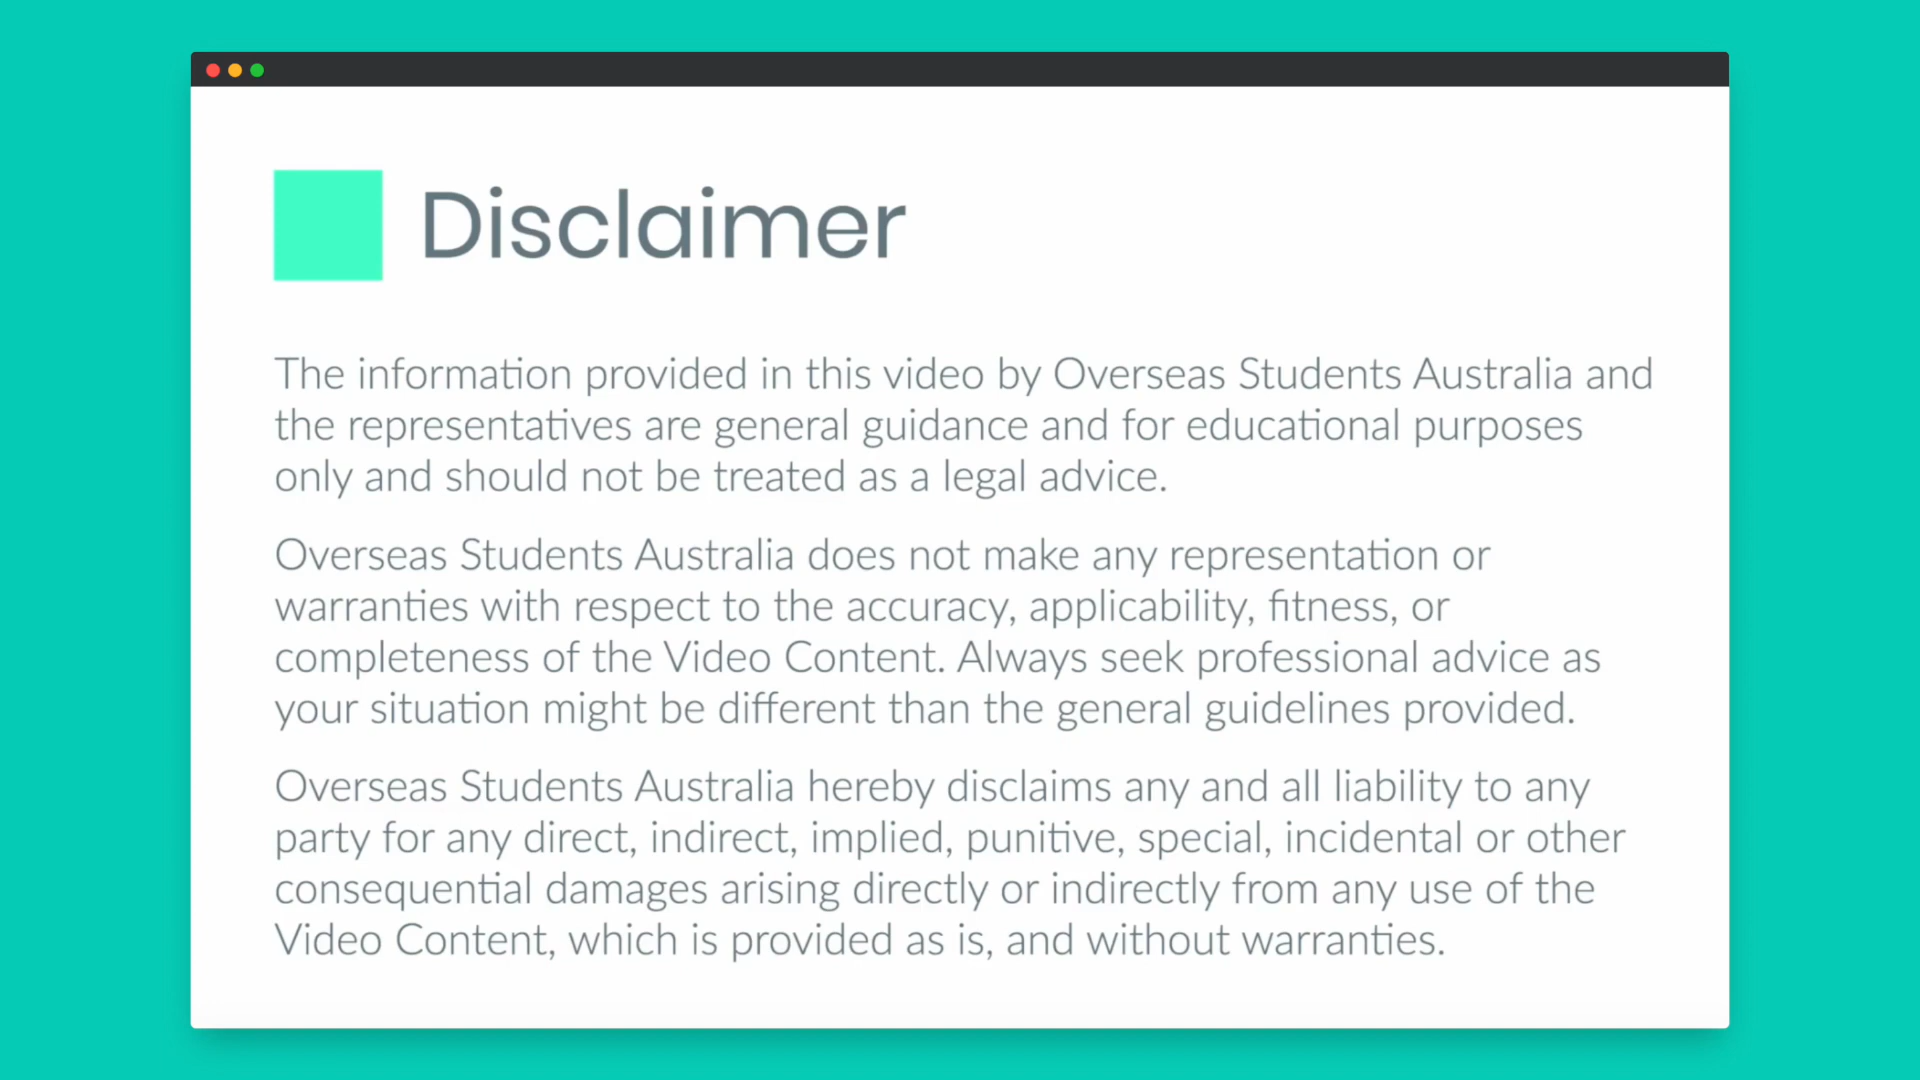 Disclaimer
The information provided in this video by Overseas Students Australia and
the representatives are general guidance and for educational purposes
only and should not be treated as a legal advice.
Overseas Students Australia does not make any representation or
warranties with respect to the accuracy, applicability, fitness, or
completeness of the Video Content. Always seek professional advice as
your situation might be different than the general guidelines provided.
Overseas Students Australia hereby disclaims any and all liability to any
party for any direct, indirect, implied, punitive, special, incidental or other
consequential damages arising directly or indirectly from any use of the
Video Content, which is provided as is, and without warranties.